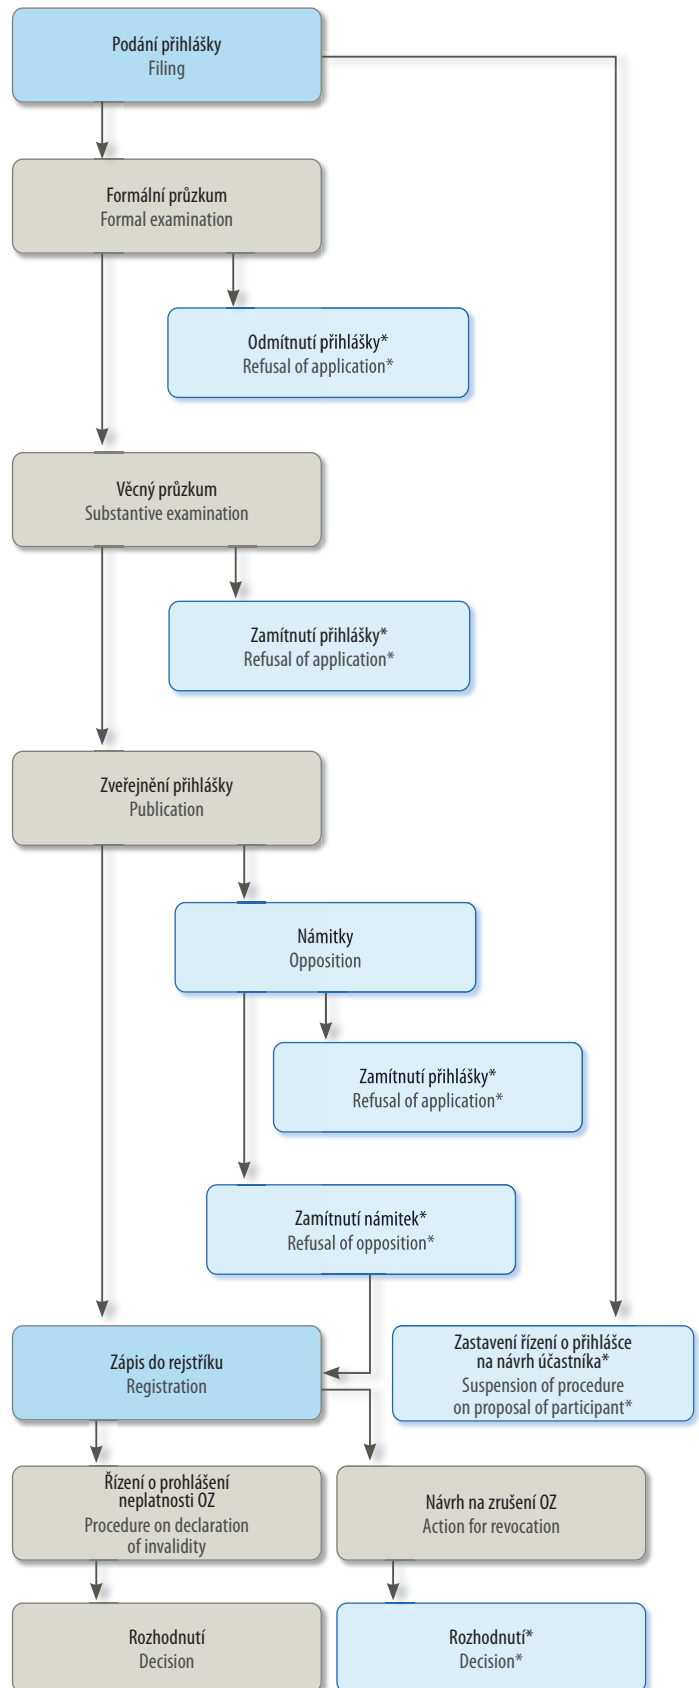 Podání přihlášky
Filing
Formální průzkum
Formal examination
Odmítnutí přihlášky*
Refusal of application*
Věcný průzkum
Substantive examination
Zamítnutí přihlášky*
Refusal of application*
Zveřejnění přihlášky
Publication
Námitky
Opposition
Zamítnutí přihlášky*
Refusal of application*
Zamítnutí námitek*
Refusal of opposition*
Zápis do rejstříku
Registration
Zastavení řízení o přihlášce
na návrh účastníka*
Suspension of procedure
on proposal of participant*
Řízení o prohlášení
neplatnosti OZ
Procedure on declaration
of invalidity
Návrh na zrušení OZ
Action for revocation
Rozhodnutí
Decision
Rozhodnutí*
Decision*